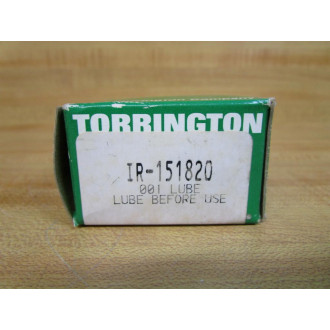 TORRINGTON
IR-151820
001 LUBE
LUBE BEFORE USE